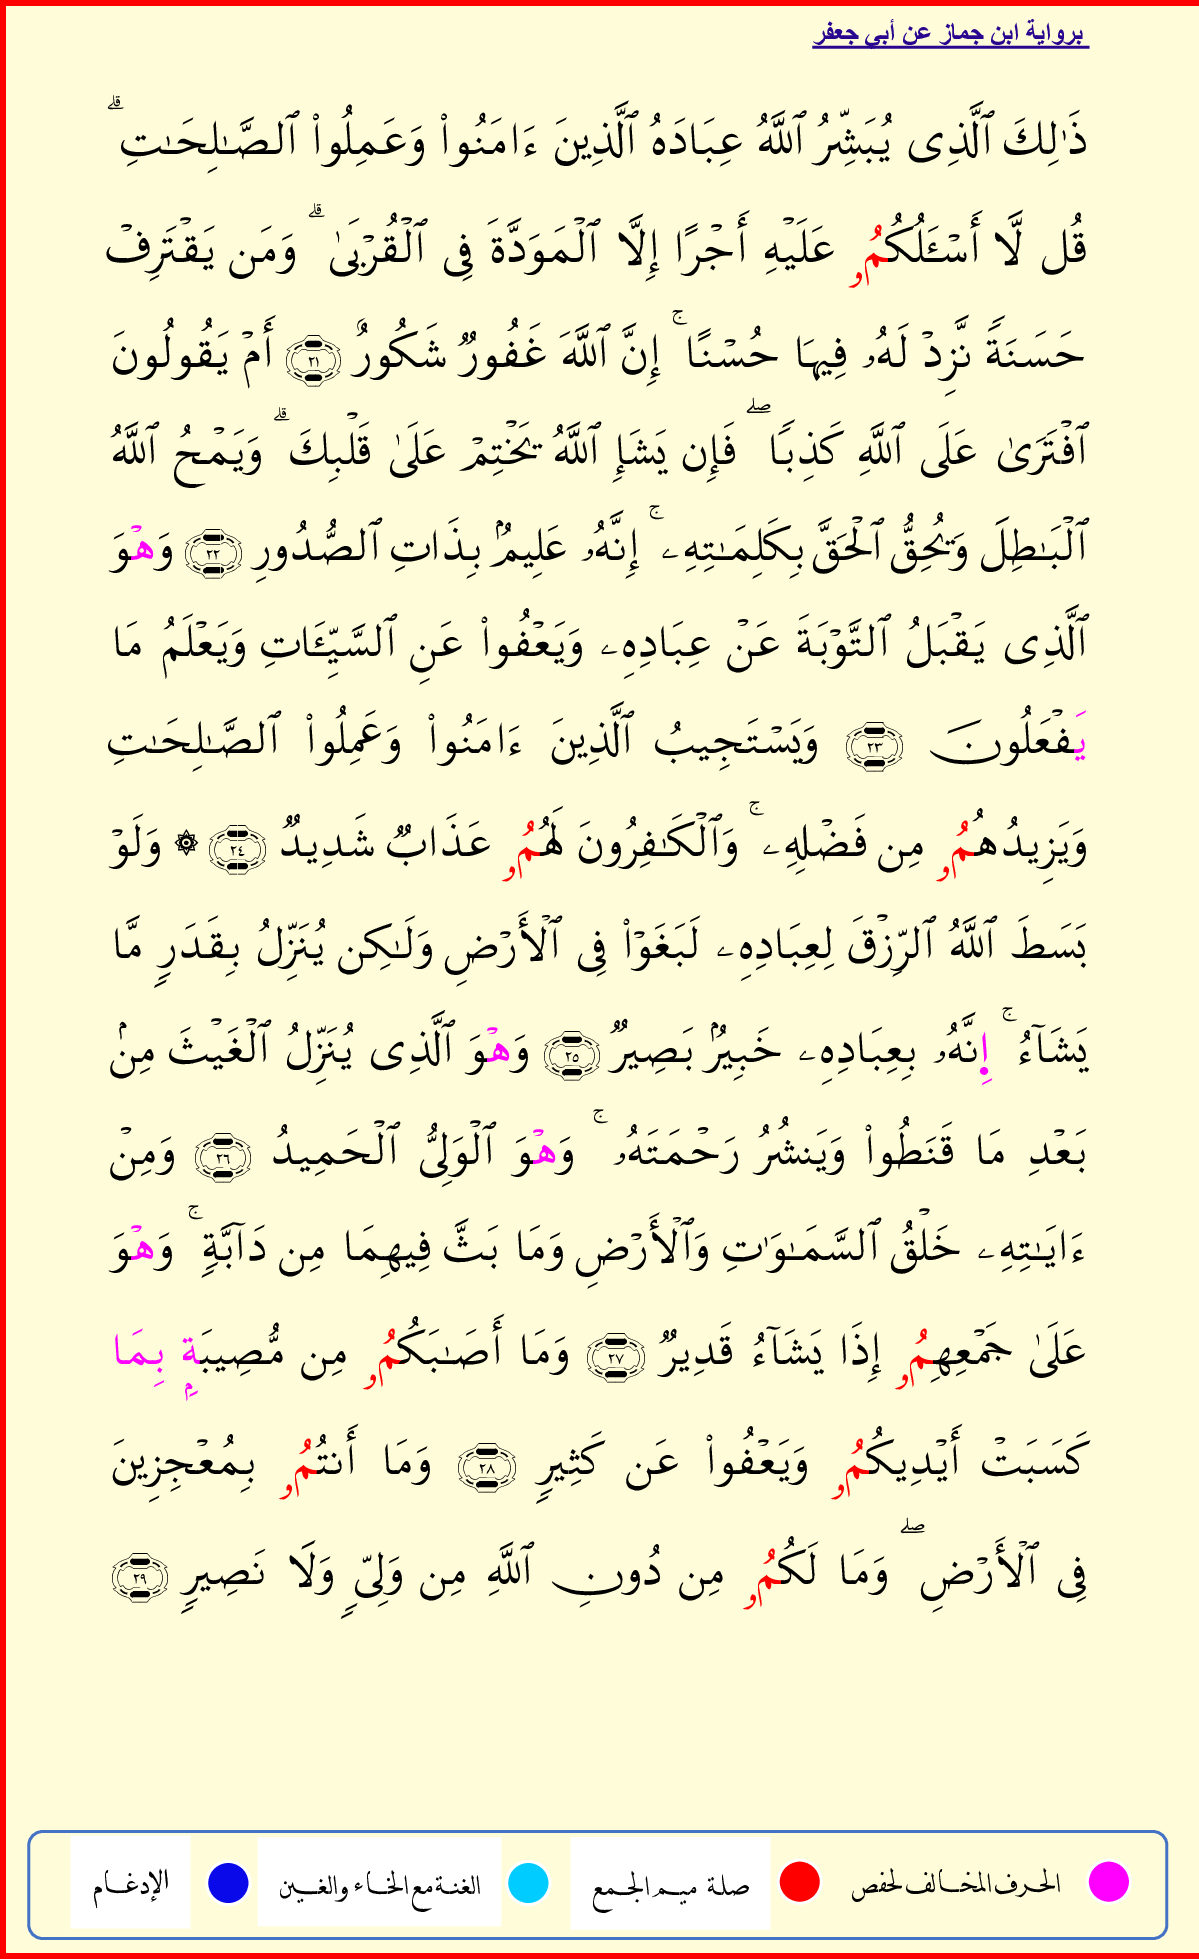 برواية ابن جماز عن أبي جعفر
ذَٰلِكَ ٱلَّذِى يُبَشِّرُ ٱللَّهُ عِبَادَهُ ٱلَّذِينَ ءَامَنُوا۟ وَعَمِلُوا۟ ٱلصَّـٰلِحَـٰتِ ۗ
قُل لَّا أَسْـَٔلُكُمُۥ عَلَيْهِ أَجْرًا إِلَّا ٱلْمَوَدَّةَ فِى ٱلْقُرْبَىٰ ۗ وَمَن يَقْتَرِفْ
حَسَنَةً نَّزِدْ لَهُۥ فِيهَا حُسْنًا ۚ إِنَّ ٱللَّهَ غَفُورٌ شَكُورٌ ٢١ أَمْ يَقُولُونَ
ٱفْتَرَىٰ عَلَى ٱللَّهِ كَذِبًا ۖ فَإِن يَشَإِ ٱللَّهُ يَخْتِمْ عَلَىٰ قَلْبِكَ ۗ وَيَمْحُ ٱللَّهُ
ٱلْبَـٰطِلَ وَيُحِقُّ ٱلْحَقَّ بِكَلِمَـٰتِهِۦ ۚ إِنَّهُۥ عَلِيمٌۢ بِذَاتِ ٱلصُّدُورِ ٢٢ وَهْوَ
ٱلَّذِى يَقْبَلُ ٱلتَّوْبَةَ عَنْ عِبَادِهِۦ وَيَعْفُوا۟ عَنِ ٱلسَّيِّـَٔاتِ وَيَعْلَمُ مَا
يَفْعَلُونَ ٢٣ وَيَسْتَجِيبُ ٱلَّذِينَ ءَامَنُوا۟ وَعَمِلُوا۟ ٱلصَّـٰلِحَـٰتِ
وَيَزِيدُهُمُۥ مِن فَضْلِهِۦ ۚ وَٱلْكَـٰفِرُونَ لَهُمُۥ عَذَابٌ شَدِيدٌ ٢٤ ۞ وَلَوْ
بَسَطَ ٱللَّهُ ٱلرِّزْقَ لِعِبَادِهِۦ لَبَغَوْا۟ فِى ٱلْأَرْضِ وَلَـٰكِن يُنَزِّلُ بِقَدَرٍ مَّا
يَشَآءُ ۚ اِنَّهُۥ بِعِبَادِهِۦ خَبِيرٌۢ بَصِيرٌ ٢٥ وَهْوَ ٱلَّذِى يُنَزِّلُ ٱلْغَيْثَ مِنۢ
بَعْدِ مَا قَنَطُوا۟ وَيَنشُرُ رَحْمَتَهُۥ ۚ وَهْوَ ٱلْوَلِىُّ ٱلْحَمِيدُ ٢٦ وَمِنْ
ءَايَـٰتِهِۦ خَلْقُ ٱلسَّمَـٰوَٰتِ وَٱلْأَرْضِ وَمَا بَثَّ فِيهِمَا مِن دَآبَّةٍ ۚ وَهْوَ
عَلَىٰ جَمْعِهِمُۥ إِذَا يَشَآءُ قَدِيرٌ ٢٧ وَمَا أَصَـٰبَكُمُۥ مِن مُّصِيبَةٍۭ بِمَا
كَسَبَتْ أَيْدِيكُمُۥ وَيَعْفُوا۟ عَن كَثِيرٍ ٢٨ وَمَا أَنتُمُۥ بِمُعْجِزِينَ
فِى ٱلْأَرْضِ ۖ وَمَا لَكُمُۥ مِن دُونِ ٱللَّهِ مِن وَلِىٍّ وَلَا نَصِيرٍ ٢٩
الحرف المخالف لحفص صلة ميم الجمع الغنة مع الخاء والغين الإدغام